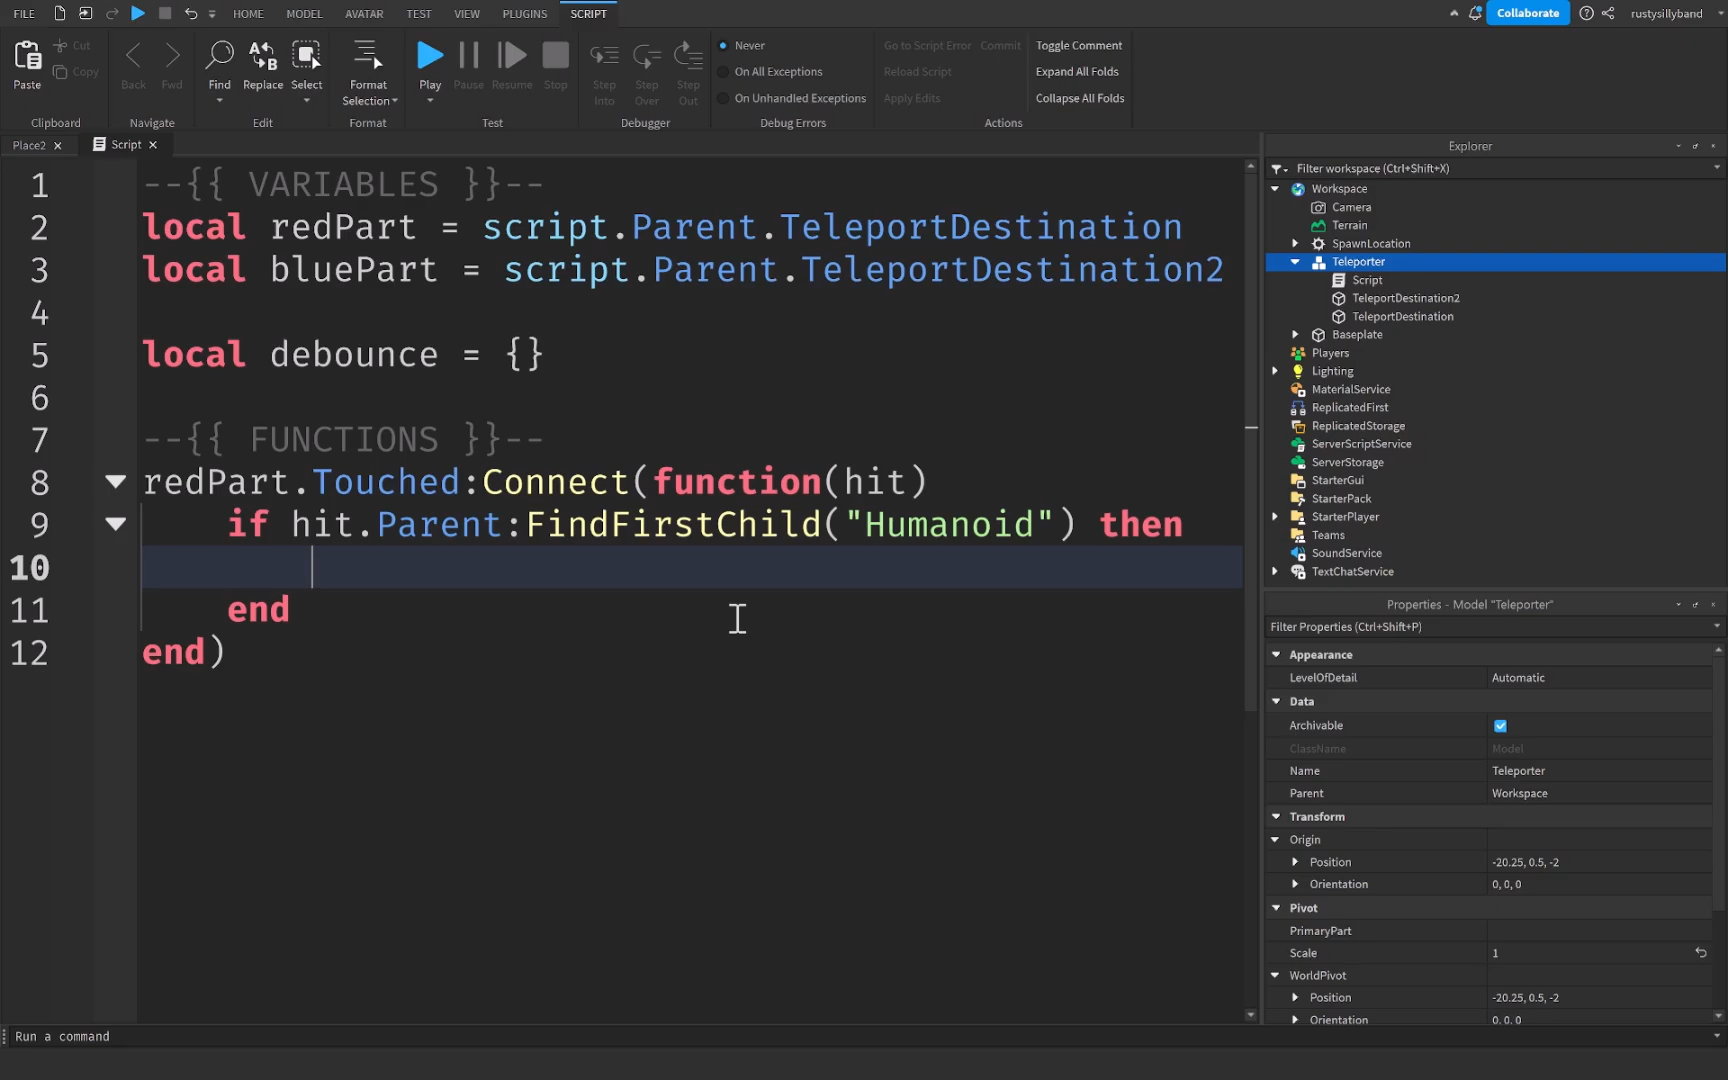 FILE HOME MODEL AVATAR TEST VIEW PLUGINS SCRIPT Collaborate rustysillyband
Paste Cut Copy
Clipboard
Back Fwd
Navigate
Find Replace Select
Edit
Format Selection
Format
Play Pause Resume Stop
Test
Step Into Step Over Step Out
Debugger
Never
On All Exceptions
On Unhandled Exceptions
Debug Errors
Go to Script Error Commit
Reload Script
Apply Edits
Toggle Comment
Expand All Folds
Collapse All Folds
Actions
Place2 Script
1 --{{ VARIABLES }}--
2 local redPart = script.Parent.TeleportDestination
3 local bluePart = script.Parent.TeleportDestination2
4
5 local debounce = {}
6
7 --{{ FUNCTIONS }}--
8 redPart.Touched:Connect(function(hit)
9 if hit.Parent:FindFirstChild("Humanoid") then
10
11 end
12 end)
Explorer
Filter workspace (Ctrl+Shift+X)
Workspace
Camera
Terrain
SpawnLocation
Teleporter
Script
TeleportDestination2
TeleportDestination
Baseplate
Players
Lighting
MaterialService
ReplicatedFirst
ReplicatedStorage
ServerScriptService
ServerStorage
StarterGui
StarterPack
StarterPlayer
Teams
SoundService
TextChatService
Properties - Model "Teleporter"
Filter Properties (Ctrl+Shift+P)
Appearance
LevelOfDetail Automatic
Data
Archivable
ClassName Model
Name Teleporter
Parent Workspace
Transform
Origin
Position -20.25, 0.5, -2
Orientation 0, 0, 0
Pivot
PrimaryPart
Scale 1
WorldPivot
Position -20.25, 0.5, -2
Orientation 0, 0, 0
Run a command